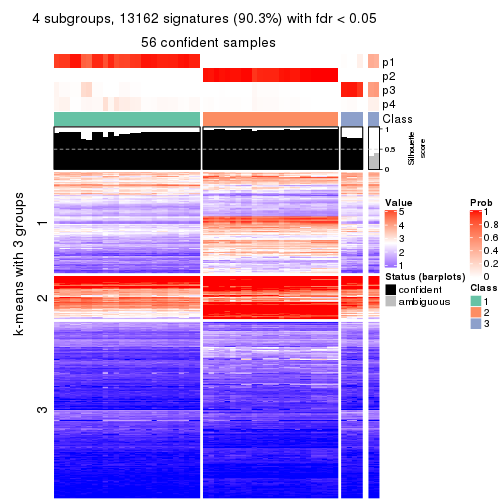 4 subgroups, 13162 signatures (90.3%) with fdr < 0.05
56 confident samples
p1
p2
p3
p4
Class
1
0.5
0
Silhouette
score
k-means with 3 groups
1
2
3
Value
5
4
3
2
1
Status (barplots)
confident
ambiguous
Prob
1
0.8
0.6
0.4
0.2
0
Class
1
2
3